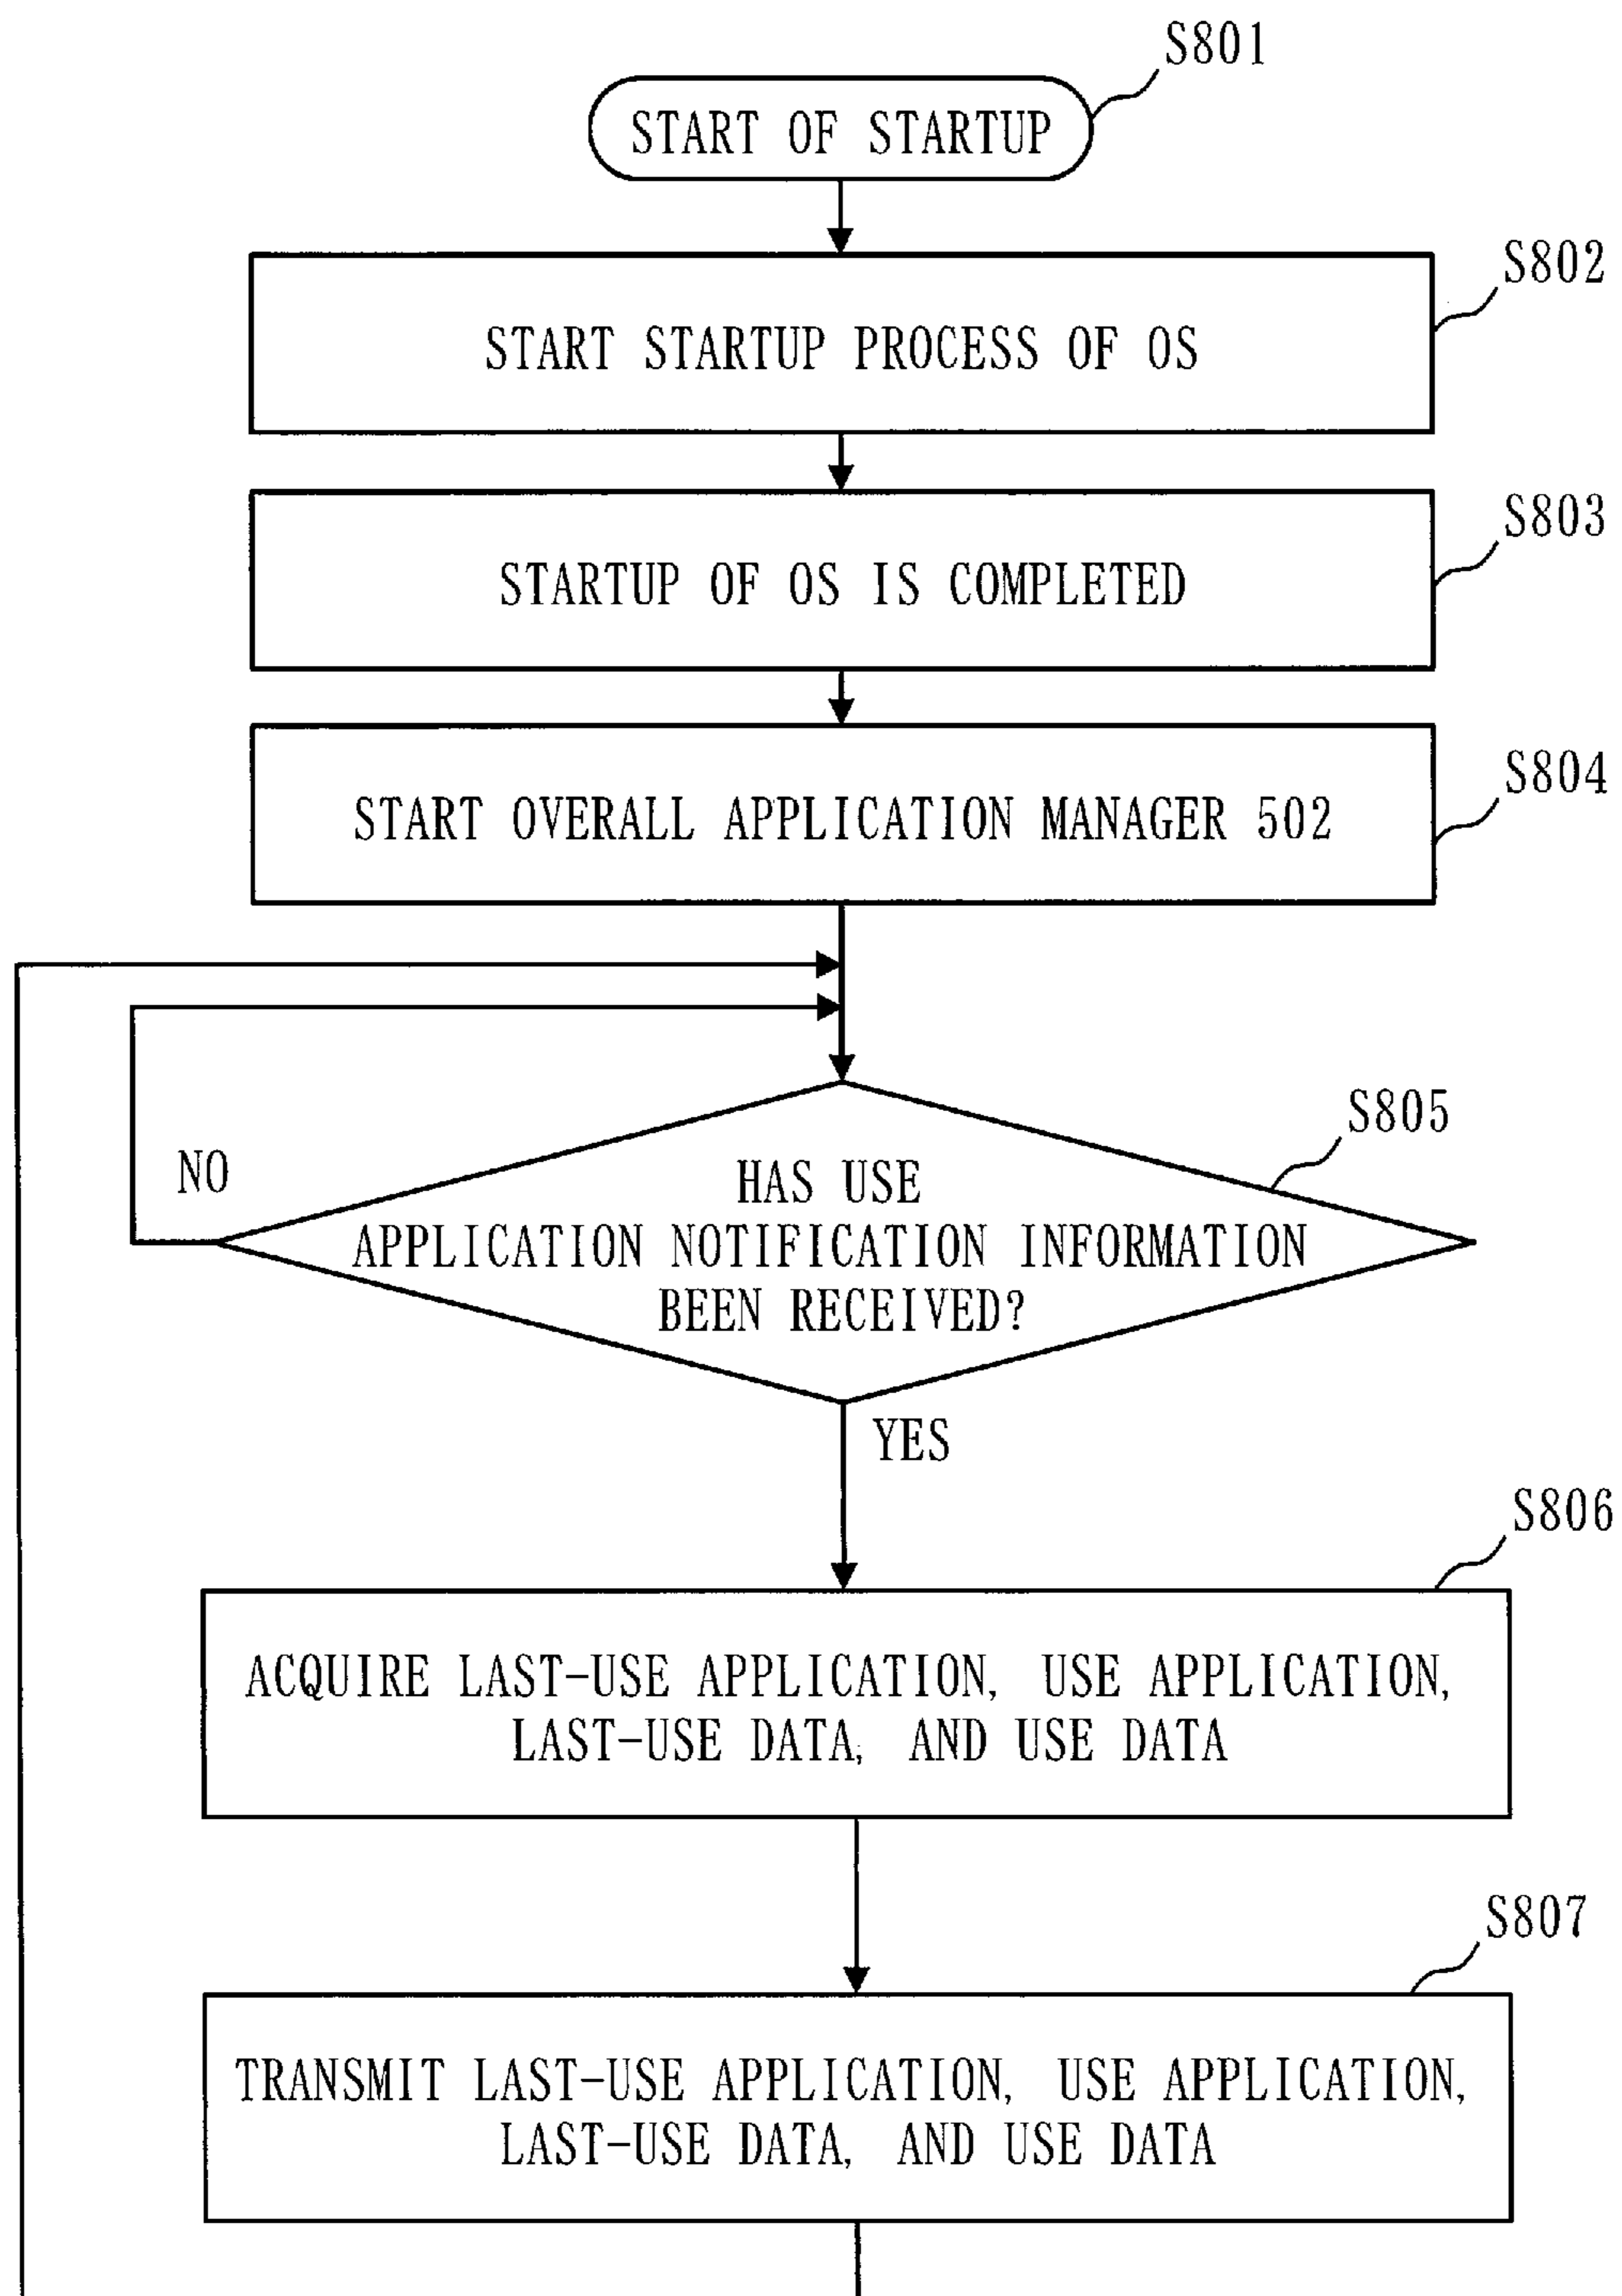 S801
START OF STARTUP
S802
START STARTUP PROCESS OF OS
S803
STARTUP OF OS IS COMPLETED
S804
START OVERALL APPLICATION MANAGER 502
S805
NO
HAS USE
APPLICATION NOTIFICATION INFORMATION
BEEN RECEIVED?
YES
S806
ACQUIRE LAST-USE APPLICATION, USE APPLICATION,
LAST-USE DATA, AND USE DATA
S807
TRANSMIT LAST-USE APPLICATION, USE APPLICATION,
LAST-USE DATA, AND USE DATA